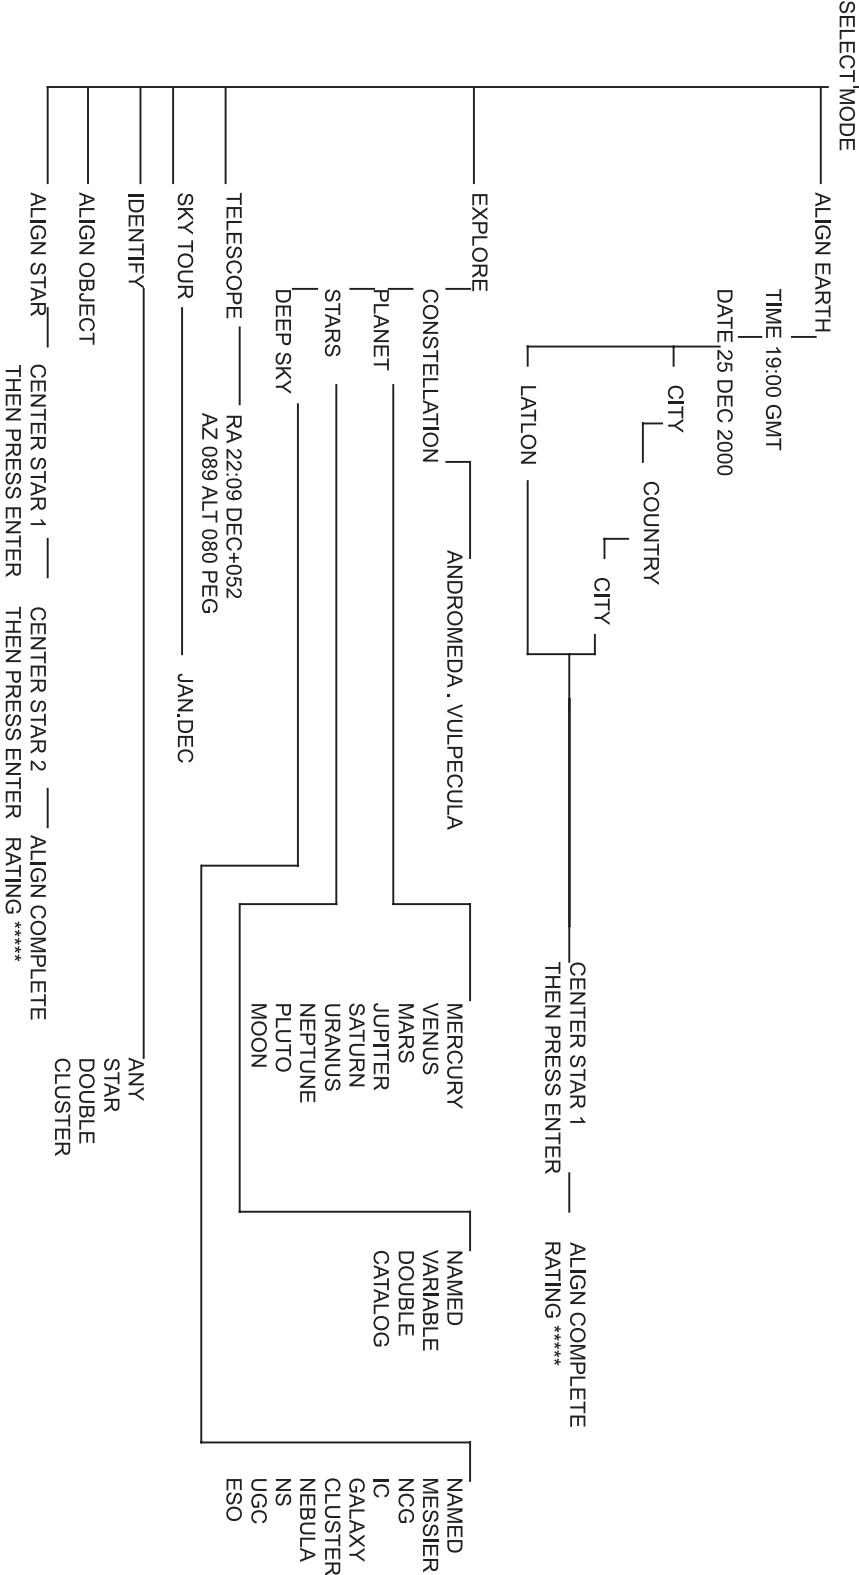 SELECT MODE
ALIGN EARTH
TIME 19:00 GMT
DATE 25 DEC 2000
CITY
COUNTRY
CITY
LATLON
CENTER STAR 1
THEN PRESS ENTER
ALIGN COMPLETE
RATING *****
EXPLORE
CONSTELLATION
ANDROMEDA . VULPECULA
PLANET
MERCURY
VENUS
MARS
JUPITER
SATURN
URANUS
NEPTUNE
PLUTO
MOON
STARS
NAMED
VARIABLE
DOUBLE
CATALOG
DEEP SKY
NAMED
MESSIER
NCG
IC
GALAXY
CLUSTER
NEBULA
NS
UGC
ESO
TELESCOPE
RA 22:09 DEC+052
AZ 089 ALT 080 PEG
SKY TOUR
JAN.DEC
IDENTIFY
ANY
STAR
DOUBLE
CLUSTER
ALIGN OBJECT
ALIGN STAR
CENTER STAR 1
THEN PRESS ENTER
CENTER STAR 2
THEN PRESS ENTER
ALIGN COMPLETE
RATING *****